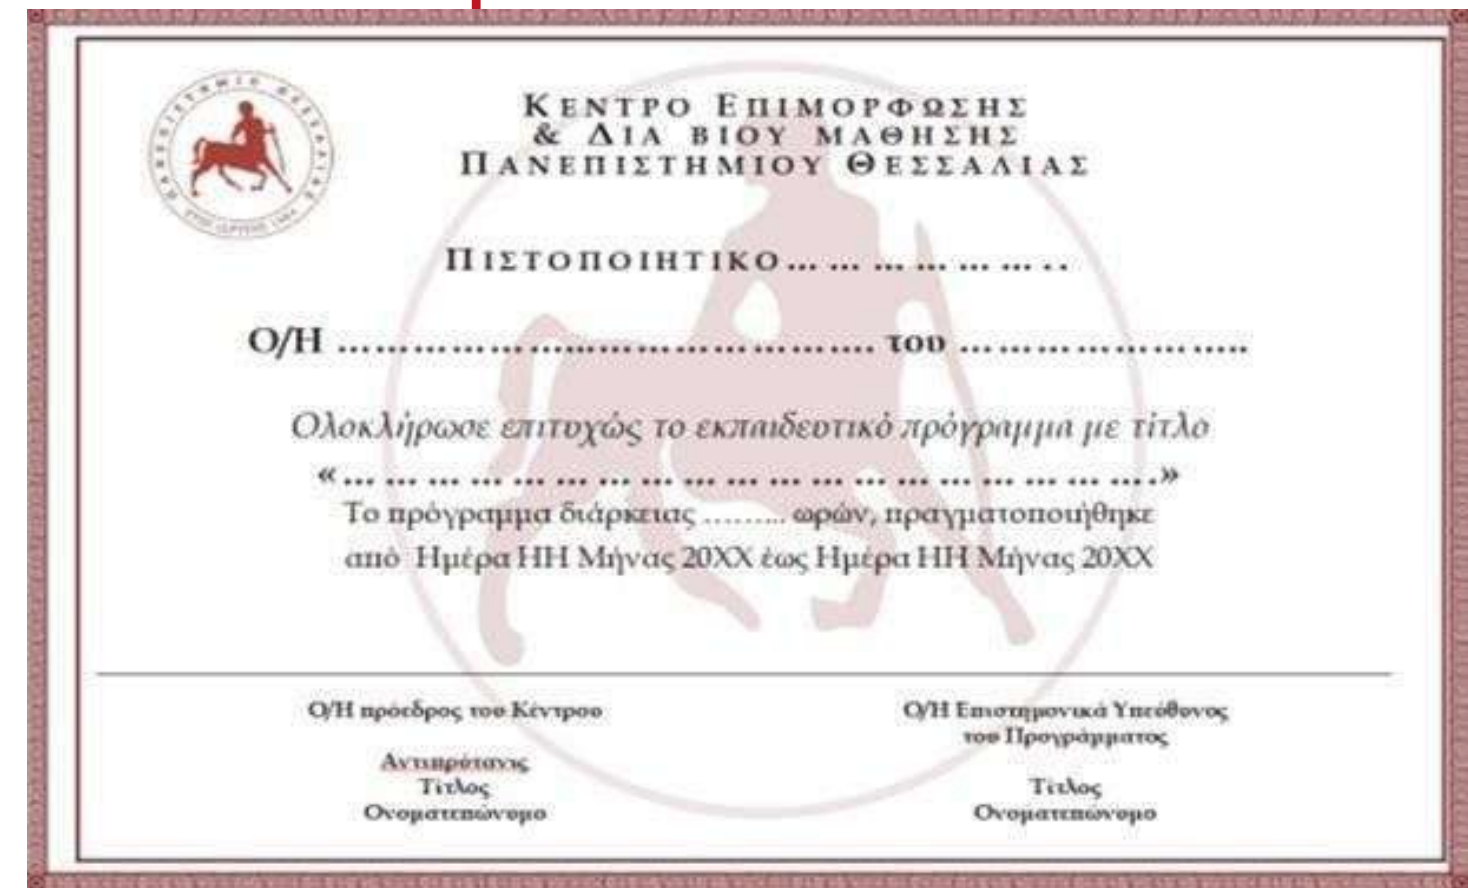 ΠΑΝΕΠΙΣΤΗΜΙΟ ΘΕΣΣΑΛΙΑΣ
ΚΕΝΤΡΟ ΕΠΙΜΟΡΦΩΣΗΣ
& ΔΙΑ ΒΙΟΥ ΜΑΘΗΣΗΣ
ΠΑΝΕΠΙΣΤΗΜΙΟΥ ΘΕΣΣΑΛΙΑΣ
ΠΙΣΤΟΠΟΙΗΤΙΚΟ… … … … … … . .
Ο/Η ………………………………………. του …………………..
Ολοκλήρωσε επιτυχώς το εκπαιδευτικό πρόγραμμα με τίτλο
«… … … … … … … … … … … … … … … … … … ….»
Το πρόγραμμα διάρκειας ……... ωρών, πραγματοποιήθηκε
από Ημέρα ΗΗ Μήνας 20ΧΧ έως Ημέρα ΗΗ Μήνας 20ΧΧ
Ο/Η πρόεδρος του Κέντρου
Αντιπρύτανις
Τίτλος
Ονοματεπώνυμο
Ο/Η Επιστημονικά Υπεύθυνος
του Προγράμματος
Τίτλος
Ονοματεπώνυμο